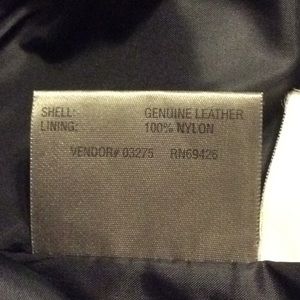 SHELL: GENUINE LEATHER
LINING: 100% NYLON
VENDOR# 03275 RN69426